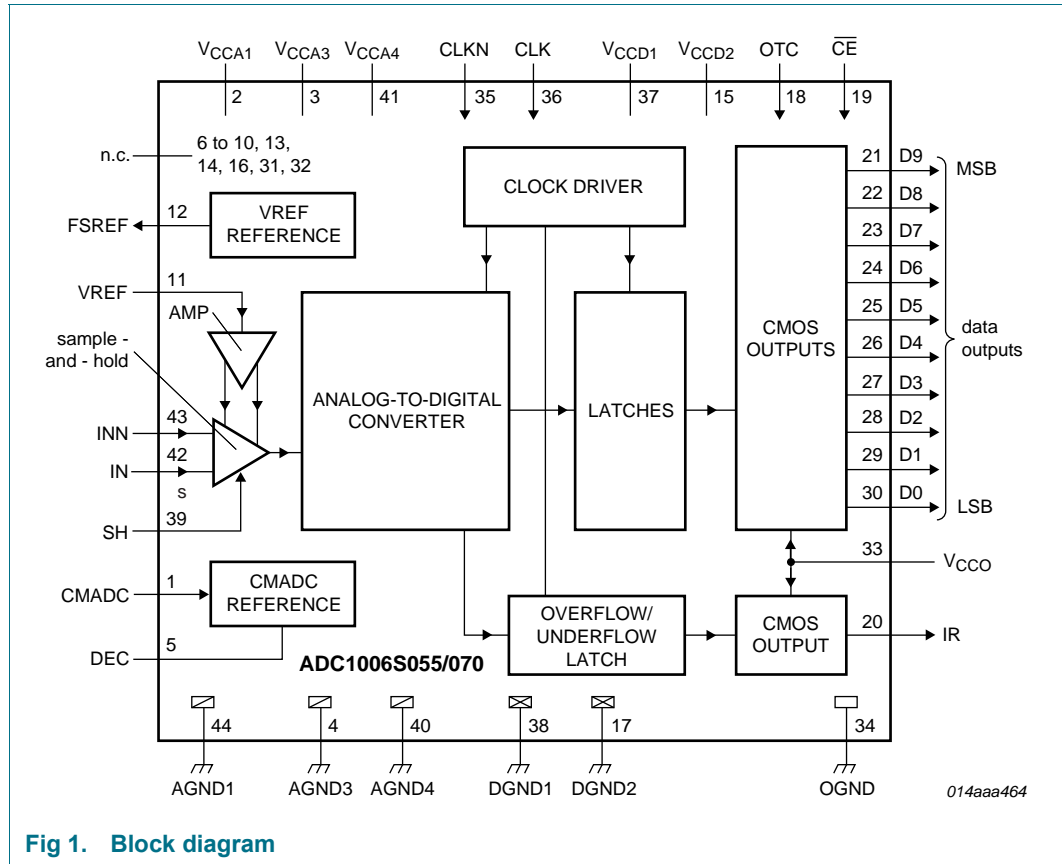 VCCA1 VCCA3 VCCA4 CLKN CLK VCCD1 VCCD2 OTC CE
2 3 41 35 36 37 15 18 19
n.c. 6 to 10, 13,
14, 16, 31, 32
CLOCK DRIVER
21 D9 MSB
22 D8
FSREF 12 VREF
REFERENCE
23 D7
24 D6
VREF 11
AMP
25 D5
sample -
and - hold
ANALOG-TO-DIGITAL
CONVERTER
LATCHES
CMOS
OUTPUTS
data
outputs
26 D4
27 D3
INN 43
28 D2
IN 42
29 D1
s
30 D0 LSB
SH 39
33 VCCO
CMADC 1 CMADC
REFERENCE
OVERFLOW/
UNDERFLOW
LATCH
CMOS
OUTPUT
20 IR
DEC 5
ADC1006S055/070
44 4 40 38 17 34
AGND1 AGND3 AGND4 DGND1 DGND2 OGND
014aaa464
Fig 1. Block diagram